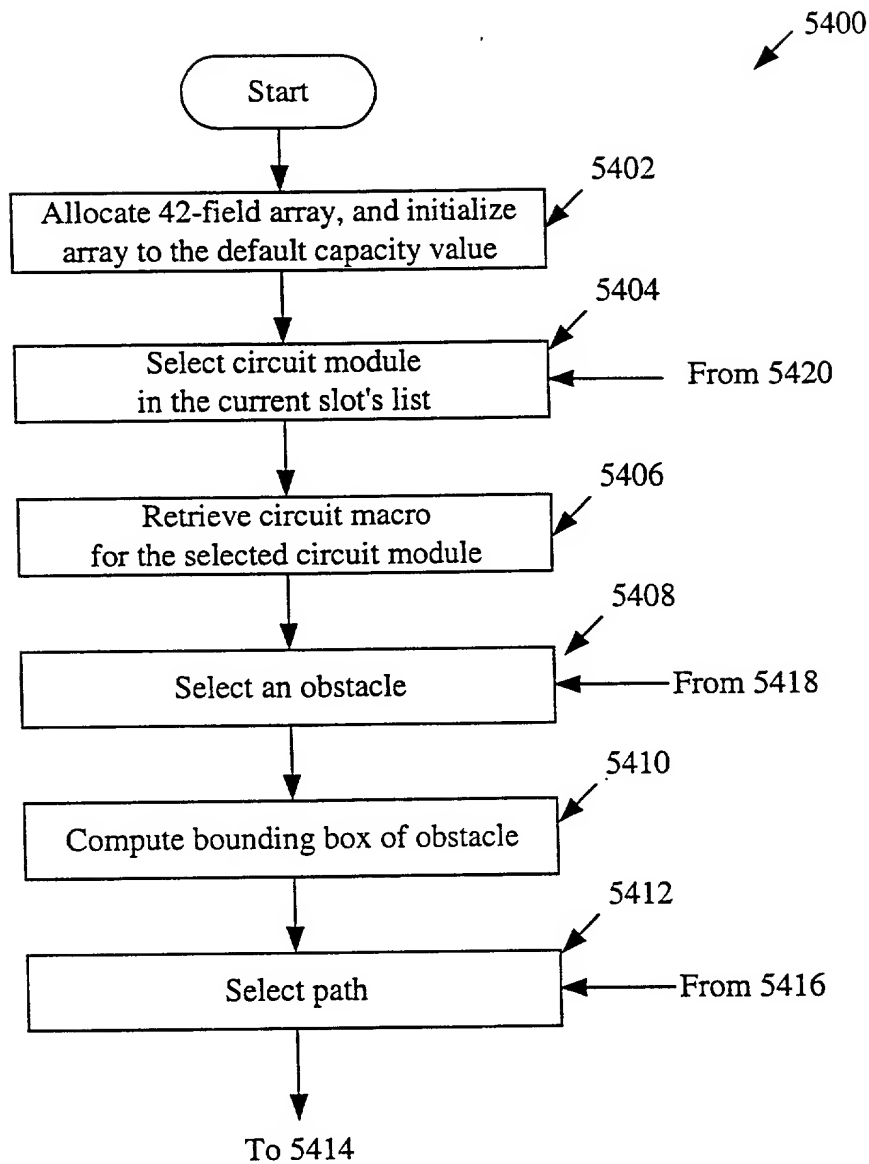 5400
Start
5402
Allocate 42-field array, and initialize
array to the default capacity value
5404
Select circuit module
in the current slot's list
From 5420
5406
Retrieve circuit macro
for the selected circuit module
5408
Select an obstacle
From 5418
5410
Compute bounding box of obstacle
5412
Select path
From 5416
To 5414